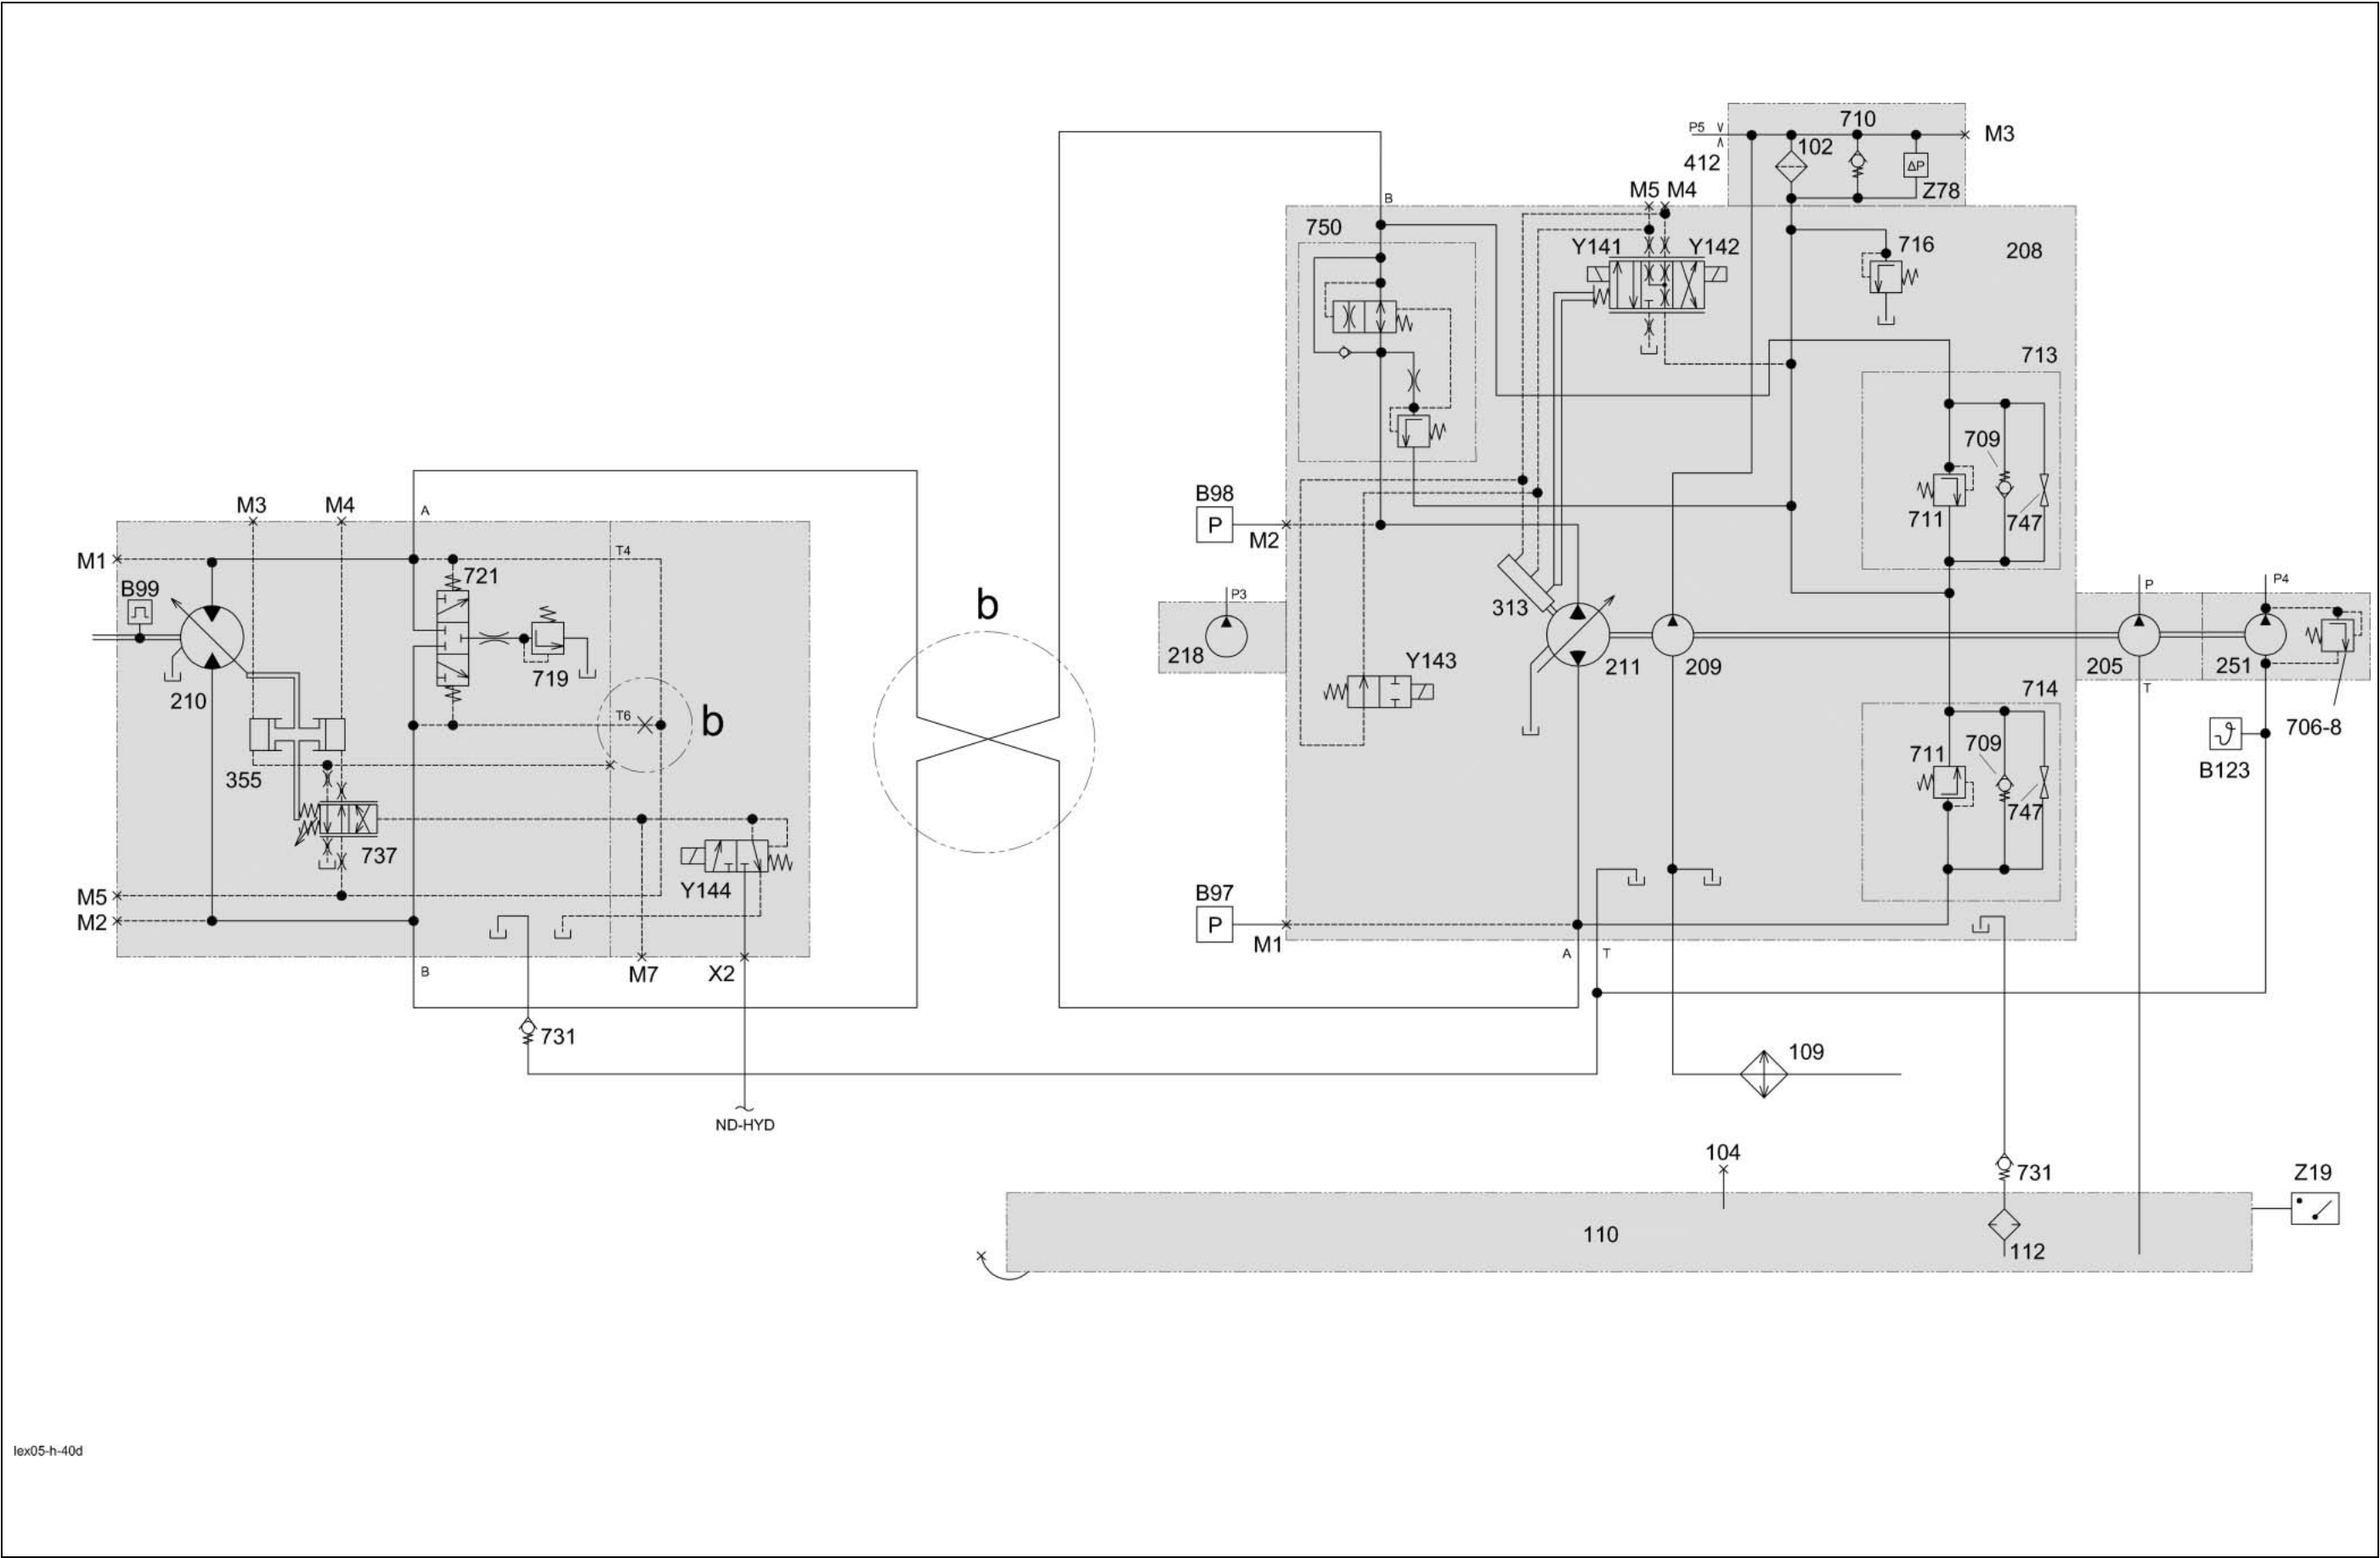 710
P5
M3
102
412
ΔP
Z78
M5 M4
B
750
Y141
Y142
716
208
713
709
711
747
B98
P
M2
M3
M4
A
M1
T4
B99
721
719
210
T6
b
355
737
M5
M2
Y144
B
M7
X2
731
ND-HYD
b
P3
218
313
Y143
211
209
P
P4
205
251
T
706-8
ϑ
B123
714
711
709
747
B97
P
M1
A
T
109
104
731
Z19
110
112
lex05-h-40d